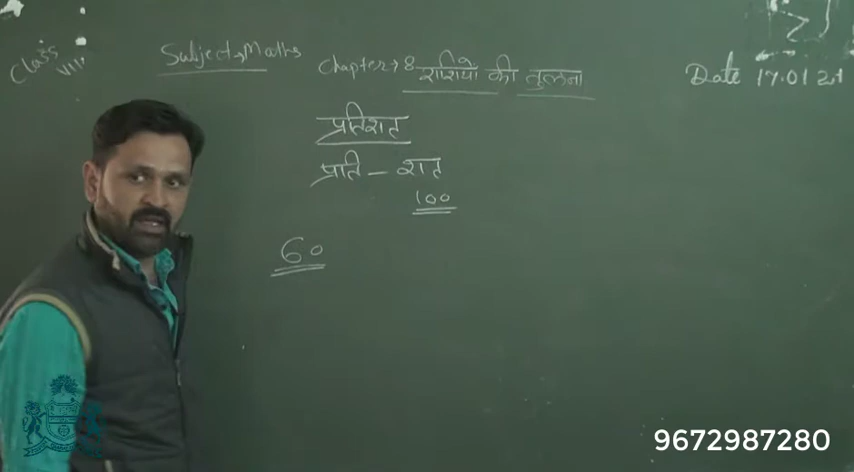 Class VIII
Subject → Maths
Chapter → 8 राशियो की तुलना
Date 17.01.21
प्रतिशत
प्रति - शत
100
60
9672987280